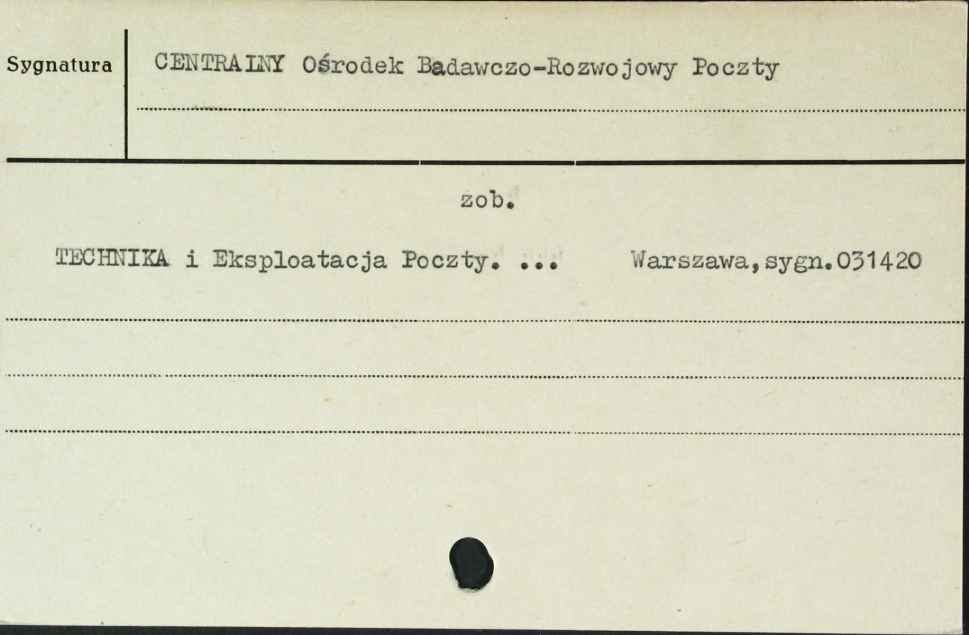 Sygnatura
CENTRALNY Ośrodek Badawczo-Rozwojowy Poczty
zob.
TECHNIKA i Eksploatacja Poczty. ... Warszawa,sygn.031420